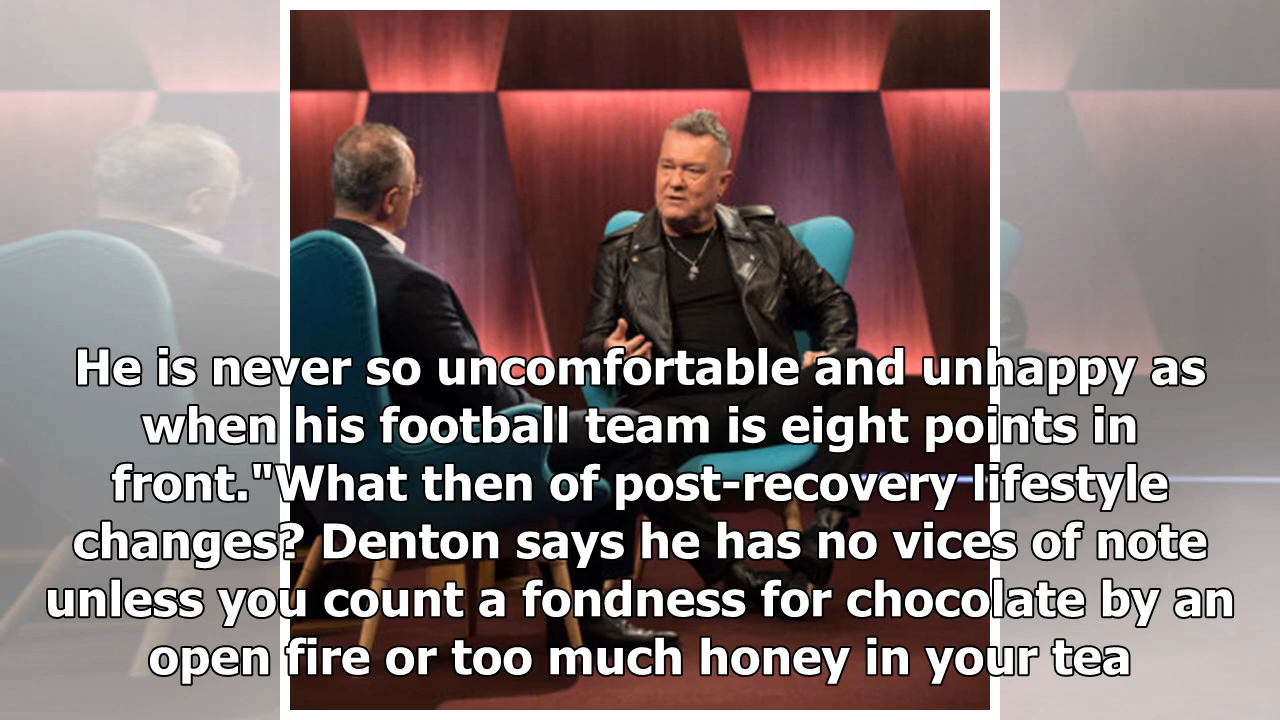 He is never so uncomfortable and unhappy as
when his football team is eight points in
front."What then of post-recovery lifestyle
changes? Denton says he has no vices of note
unless you count a fondness for chocolate by an
open fire or too much honey in your tea